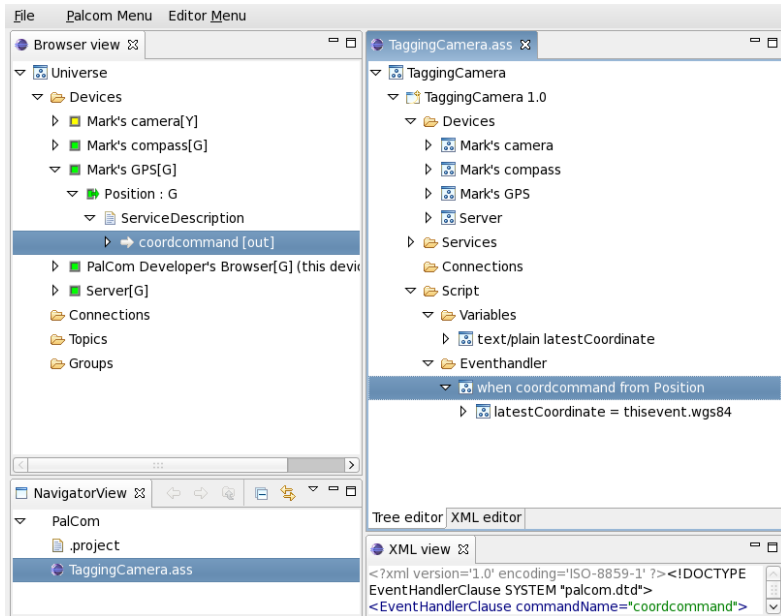 File Palcom Menu Editor Menu
Browser view
Universe
Devices
Mark's camera[Y]
Mark's compass[G]
Mark's GPS[G]
Position : G
ServiceDescription
coordcommand [out]
PalCom Developer's Browser[G] (this devi
Server[G]
Connections
Topics
Groups
NavigatorView
PalCom
.project
TaggingCamera.ass
TaggingCamera.ass
TaggingCamera
TaggingCamera 1.0
Devices
Mark's camera
Mark's compass
Mark's GPS
Server
Services
Connections
Script
Variables
text/plain latestCoordinate
Eventhandler
when coordcommand from Position
latestCoordinate = thisevent.wgs84
Tree editor XML editor
XML view
<?xml version='1.0' encoding='ISO-8859-1' ?><!DOCTYPE
EventHandlerClause SYSTEM "palcom.dtd">
<EventHandlerClause commandName="coordcommand">